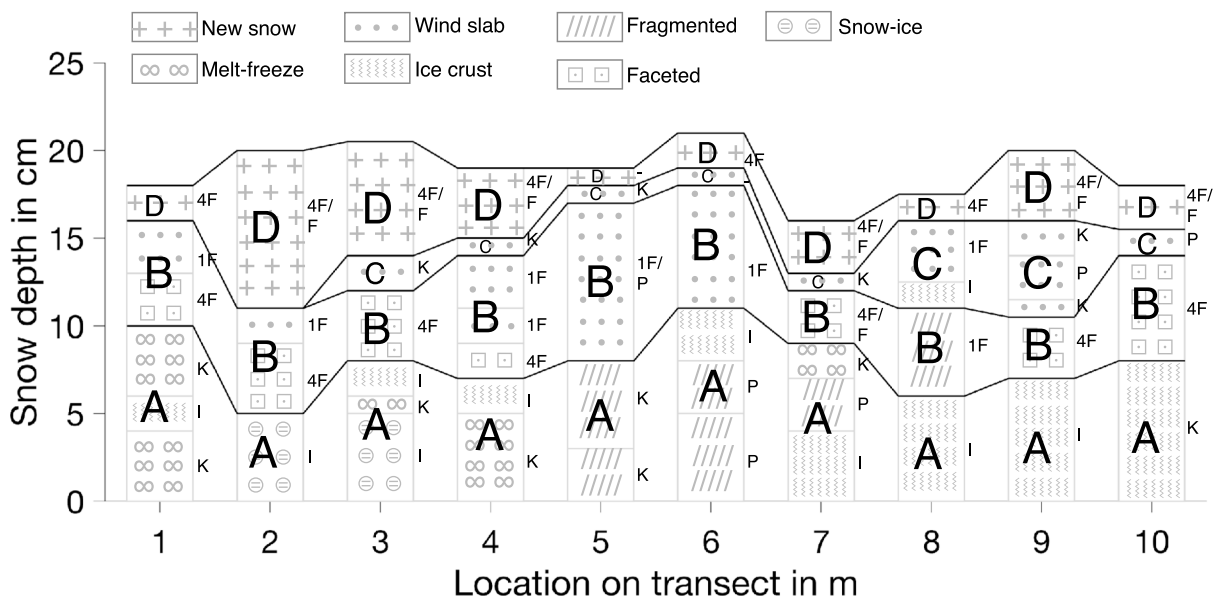 New snow
Wind slab
Fragmented
Snow-ice
Melt-freeze
Ice crust
Faceted
25
20
15
10
5
0
Snow depth in cm
D
4F
B
1F
4F
A
K
I
K
D
4F/
F
B
1F
4F
A
I
D
4F/
F
C
K
B
4F
A
I
K
I
D
4F/
F
C
K
B
1F
1F
4F
A
I
K
D
-
C
K
B
1F/
P
A
K
K
D
4F
C
-
B
1F
A
I
P
P
D
4F/
F
C
K
B
4F/
F
A
K
P
I
D
4F
C
1F
I
B
1F
A
I
D
4F/
F
C
K
P
K
B
4F
A
I
D
4F/
F
C
P
B
4F
A
K
1 2 3 4 5 6 7 8 9 10
Location on transect in m